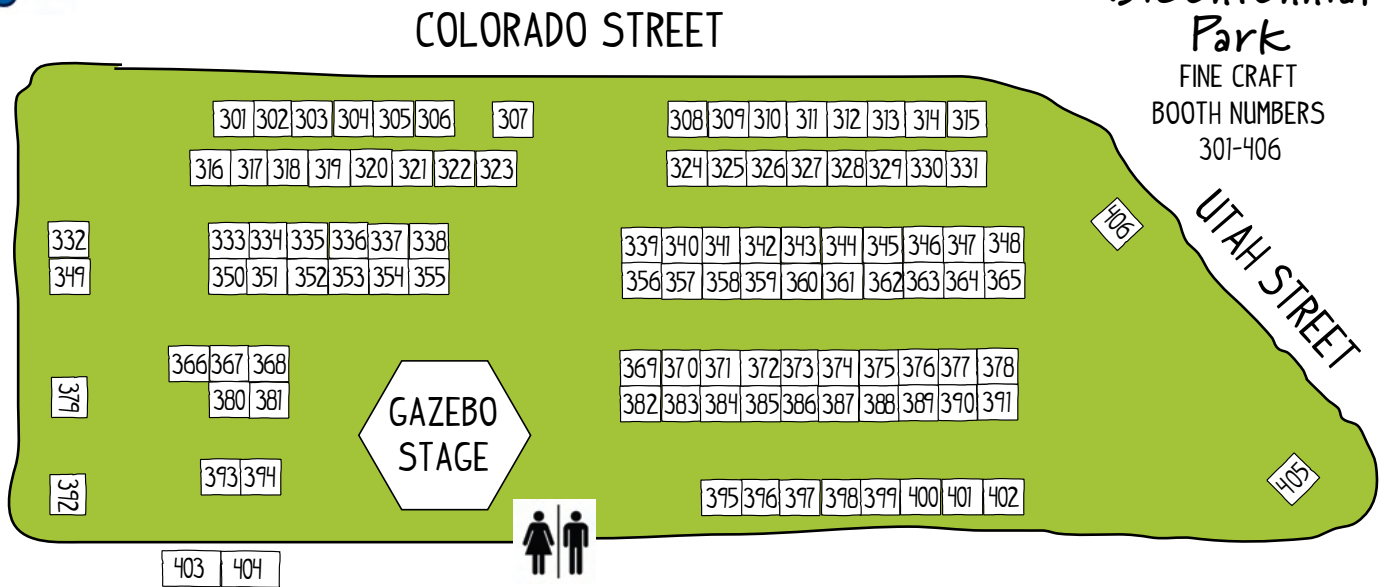 COLORADO STREET
Park
FINE CRAFT
BOOTH NUMBERS
301-406
301 302 303 304 305 306 307 308 309 310 311 312 313 314 315
316 317 318 319 320 321 322 323 324 325 326 327 328 329 330 331
406
UTAH STREET
332 333 334 335 336 337 338 339 340 341 342 343 344 345 346 347 348
349 350 351 352 353 354 355 356 357 358 359 360 361 362 363 364 365
366 367 368 369 370 371 372 373 374 375 376 377 378
379 380 381 382 383 384 385 386 387 388 389 390 391
GAZEBO
STAGE
392 393 394 395 396 397 398 399 400 401 402
405
403 404